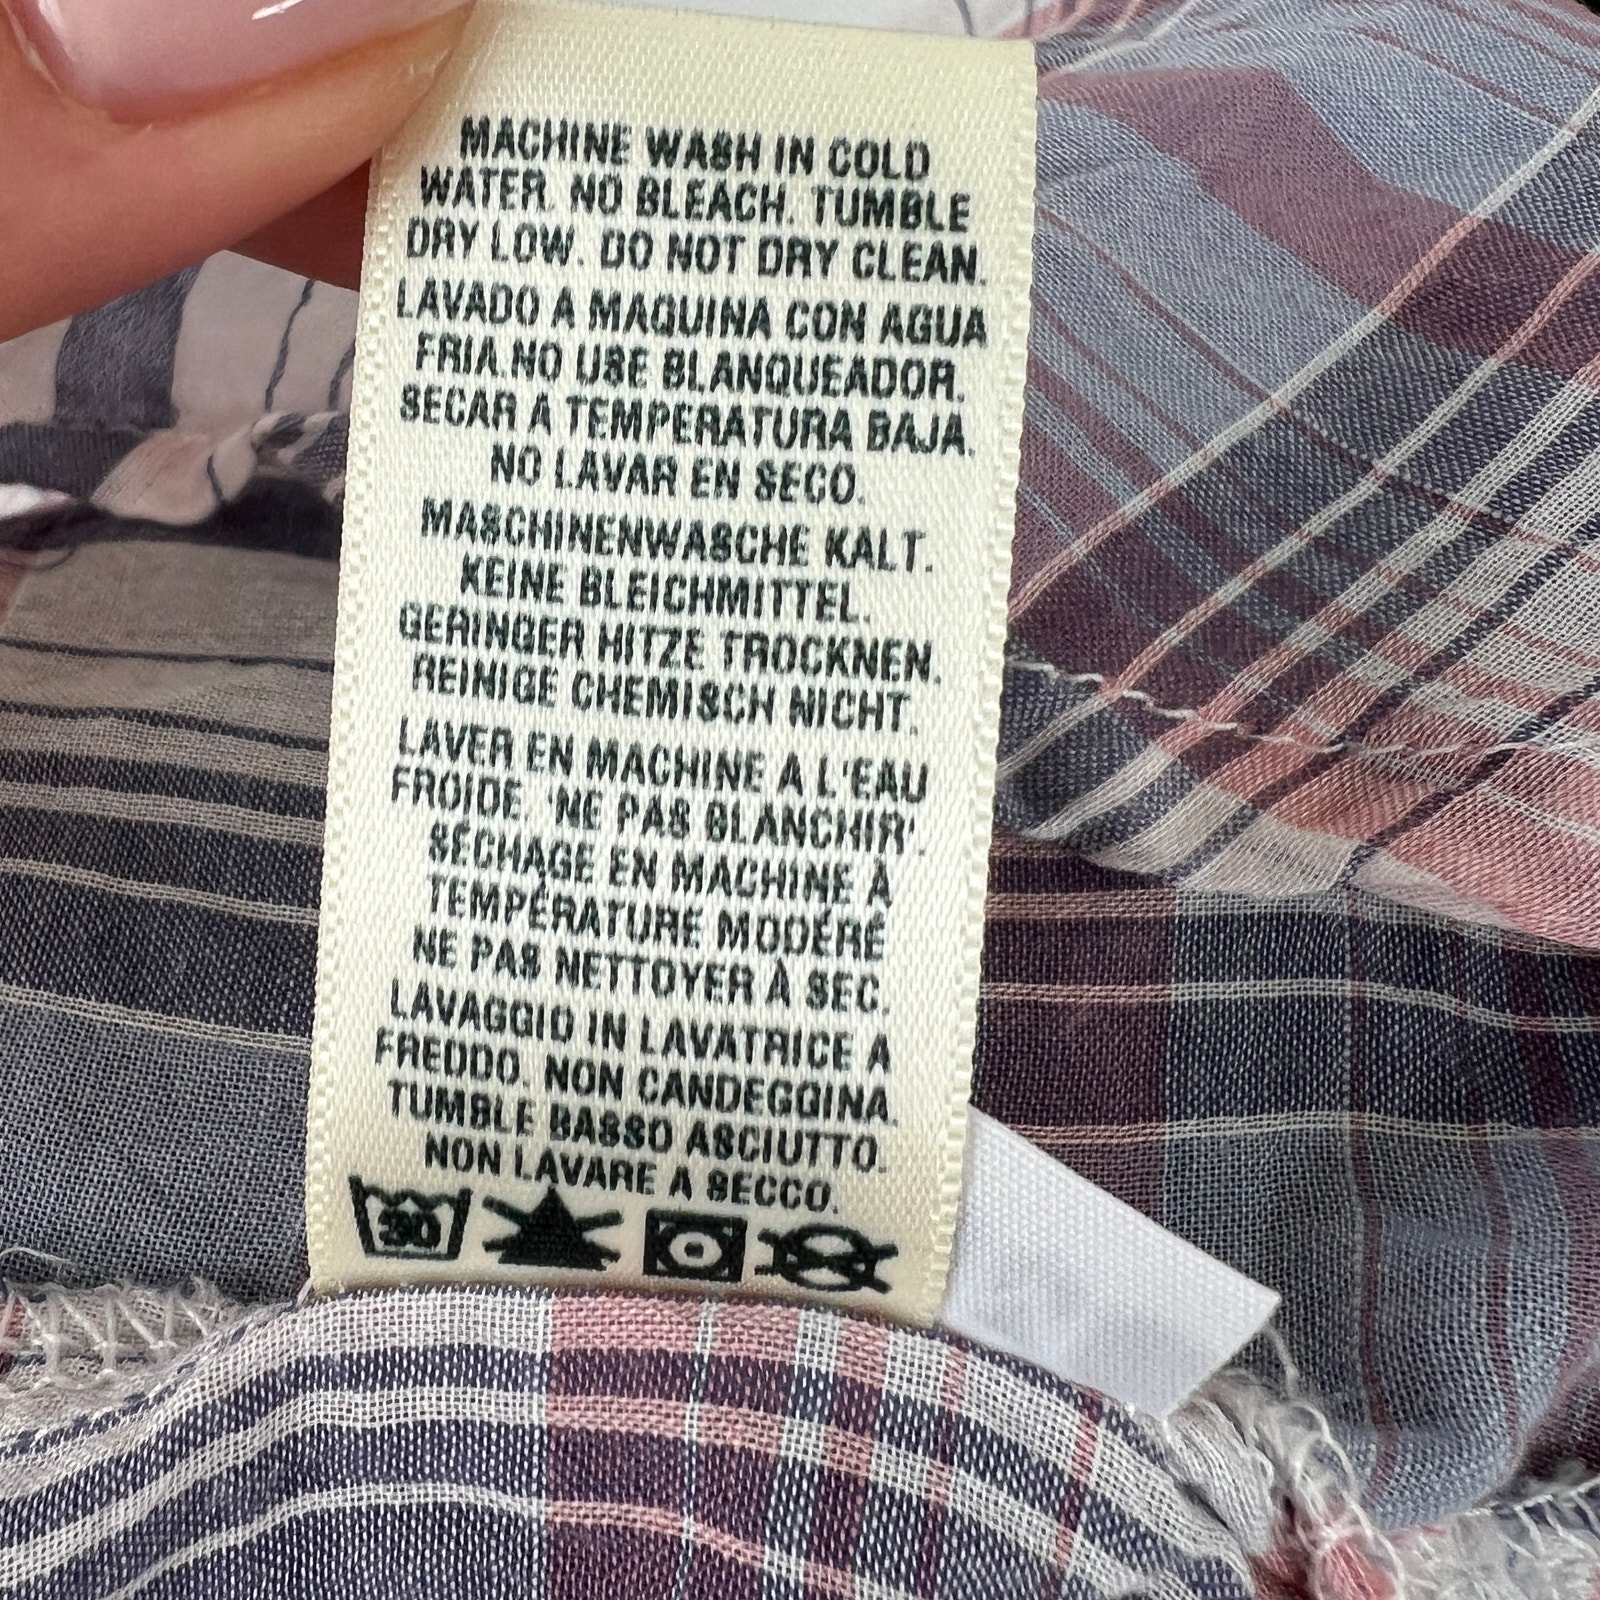 MACHINE WASH IN COLD
WATER. NO BLEACH. TUMBLE
DRY LOW. DO NOT DRY CLEAN.
LAVADO A MAQUINA CON AGUA
FRIA.NO USE BLANQUEADOR.
SECAR A TEMPERATURA BAJA.
NO LAVAR EN SECO.
MASCHINENWASCHE KALT.
KEINE BLEICHMITTEL.
GERINGER HITZE TROCKNEN.
REINIGE CHEMISCH NICHT.
LAVER EN MACHINE A L'EAU
FROIDE. 'NE PAS BLANCHIR'.
SÉCHAGE EN MACHINE À
TEMPÉRATURE MODÉRÉ
NE PAS NETTOYER À SEC.
LAVAGGIO IN LAVATRICE A
FREDDO. NON CANDEGGINA.
TUMBLE BASSO ASCIUTTO.
NON LAVARE A SECCO.
30